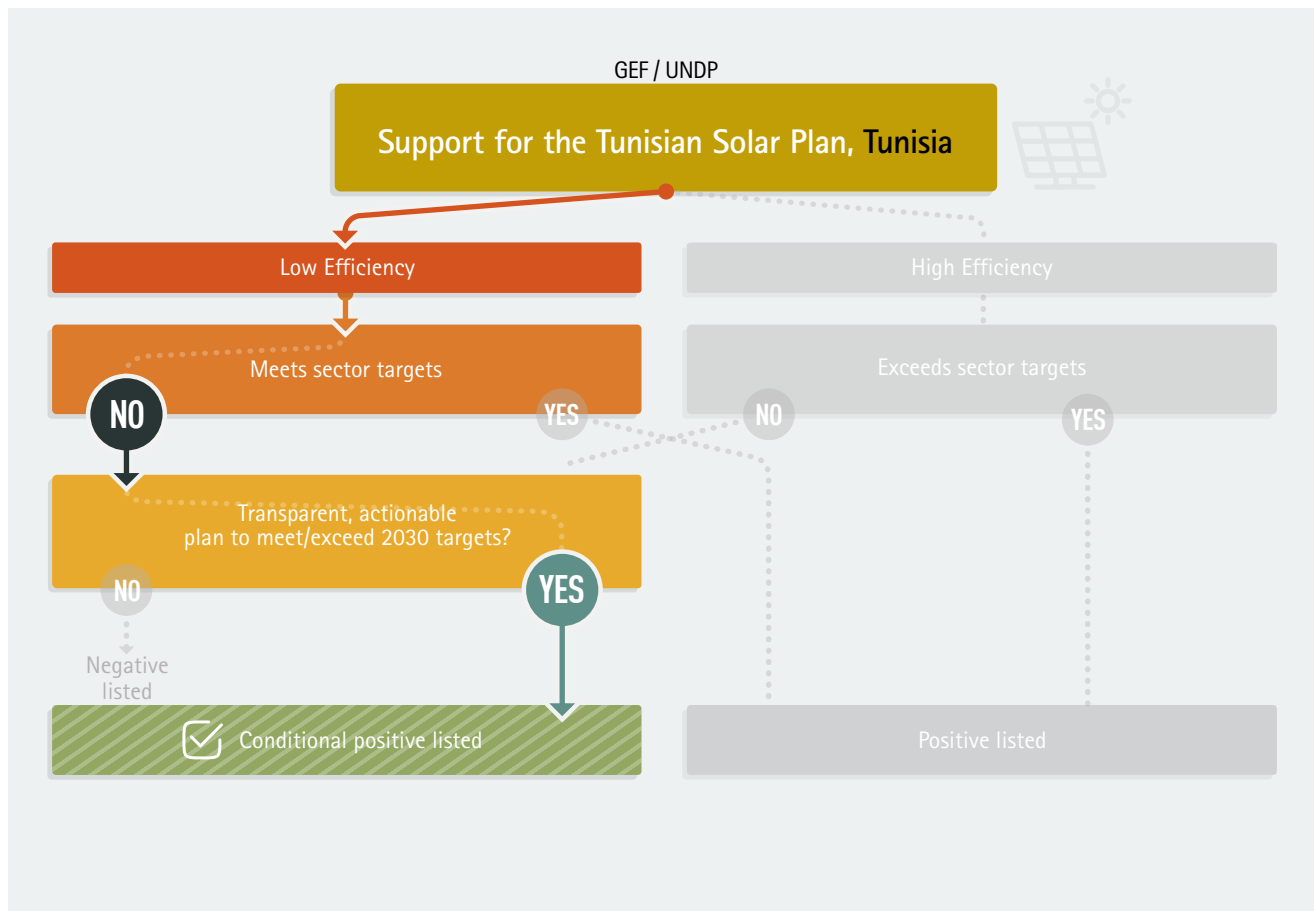 GEF / UNDP
Support for the Tunisian Solar Plan, Tunisia
Low Efficiency
High Efficiency
Meets sector targets
Exceeds sector targets
NO
YES
NO
YES
Transparent, actionable
plan to meet/exceed 2030 targets?
NO
YES
Negative
listed
Conditional positive listed
Positive listed